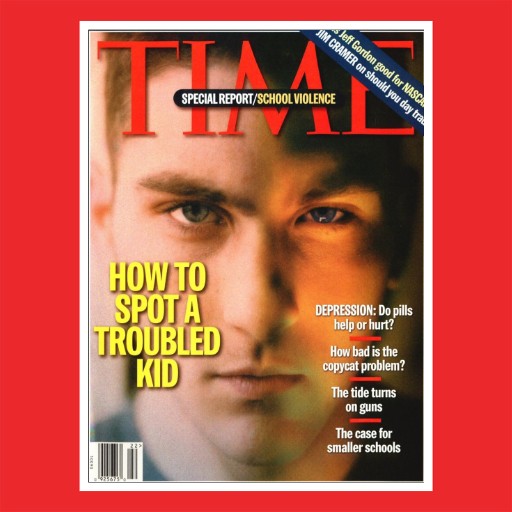 is Jeff Gordon good for NASCA
JIM CRAMER on should you day tra
TIME
SPECIAL REPORT/SCHOOL VIOLENCE
HOW TO
SPOT A
TROUBLED
KID
DEPRESSION: Do pills
help or hurt?
How bad is the
copycat problem?
The tide turns
on guns
The case for
smaller schools